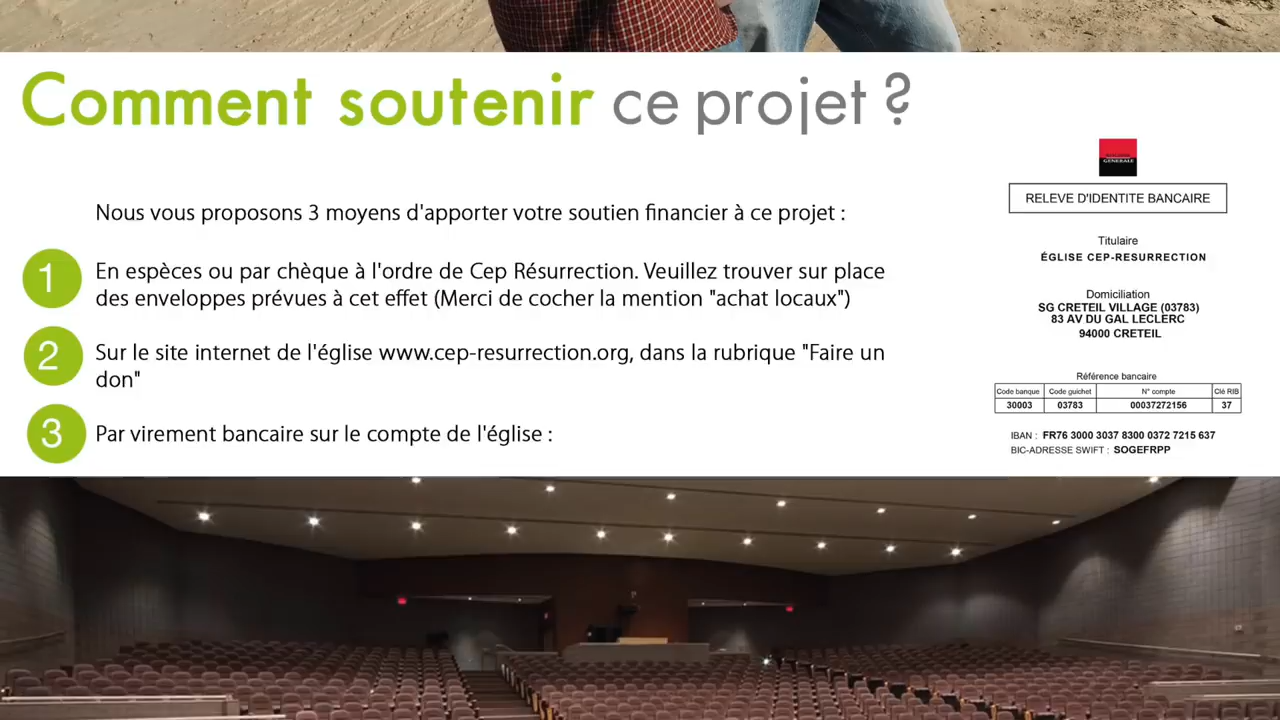 Comment soutenir ce projet ?
Nous vous proposons 3 moyens d'apporter votre soutien financier à ce projet :
1 En espèces ou par chèque à l'ordre de Cep Résurrection. Veuillez trouver sur place
des enveloppes prévues à cet effet (Merci de cocher la mention "achat locaux")
2 Sur le site internet de l'église www.cep-resurrection.org, dans la rubrique "Faire un
don"
3 Par virement bancaire sur le compte de l'église :
GENERALE
RELEVE D'IDENTITE BANCAIRE
Titulaire
ÉGLISE CEP-RESURRECTION
Domiciliation
SG CRETEIL VILLAGE (03783)
83 AV DU GAL LECLERC
94000 CRETEIL
Référence bancaire
Code banque Code guichet N° compte Clé RIB
30003 03783 00037272156 37
IBAN : FR76 3000 3037 8300 0372 7215 637
BIC-ADRESSE SWIFT : SOGEFRPP